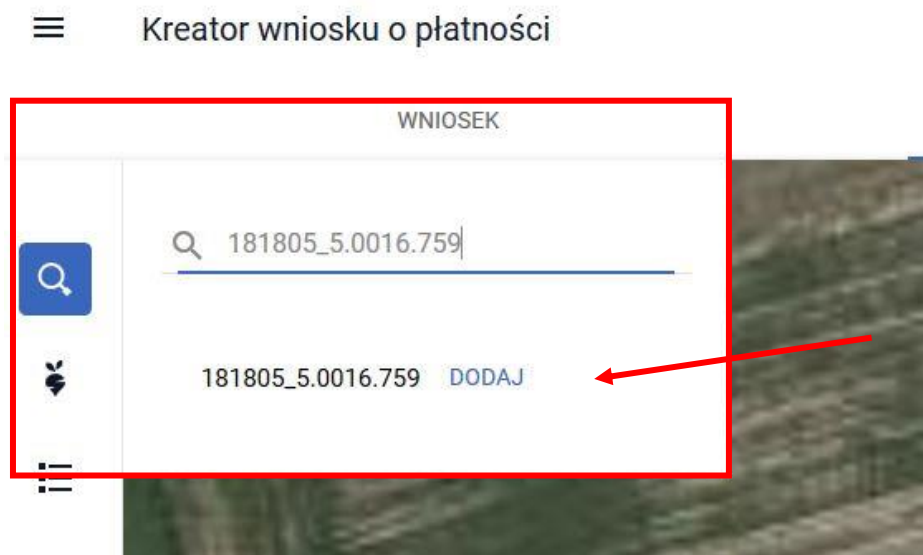 Kreator wniosku o płatności
WNIOSEK
181805_5.0016.759
181805_5.0016.759 DODAJ